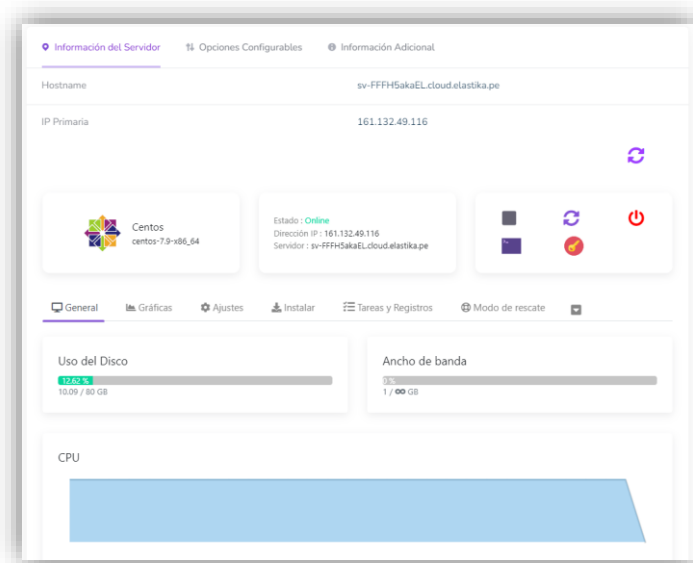 Información del Servidor
Opciones Configurables
Información Adicional
Hostname
sv-FFFH5akaEL.cloud.elastika.pe
IP Primaria
161.132.49.116
Centos
centos-7.9-x86_64
Estado : Online
Dirección IP : 161.132.49.116
Servidor : sv-FFFH5akaEL.cloud.elastika.pe
General
Gráficas
Ajustes
Instalar
Tareas y Registros
Modo de rescate
Uso del Disco
12.62 %
10.09 / 80 GB
Ancho de banda
0 %
1 / ∞ GB
CPU